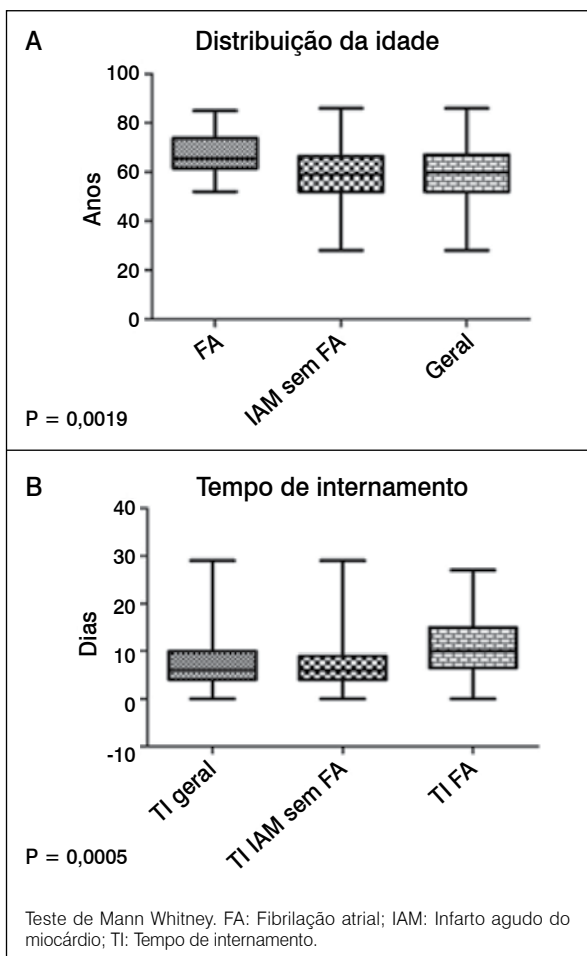 A
Distribuição da idade
100
80
60
40
20
0
Anos
FA
IAM sem FA
Geral
P = 0,0019
B
Tempo de internamento
40
30
20
10
0
-10
Dias
TI geral
TI IAM sem FA
TI FA
P = 0,0005
Teste de Mann Whitney. FA: Fibrilação atrial; IAM: Infarto agudo do
miocárdio; TI: Tempo de internamento.